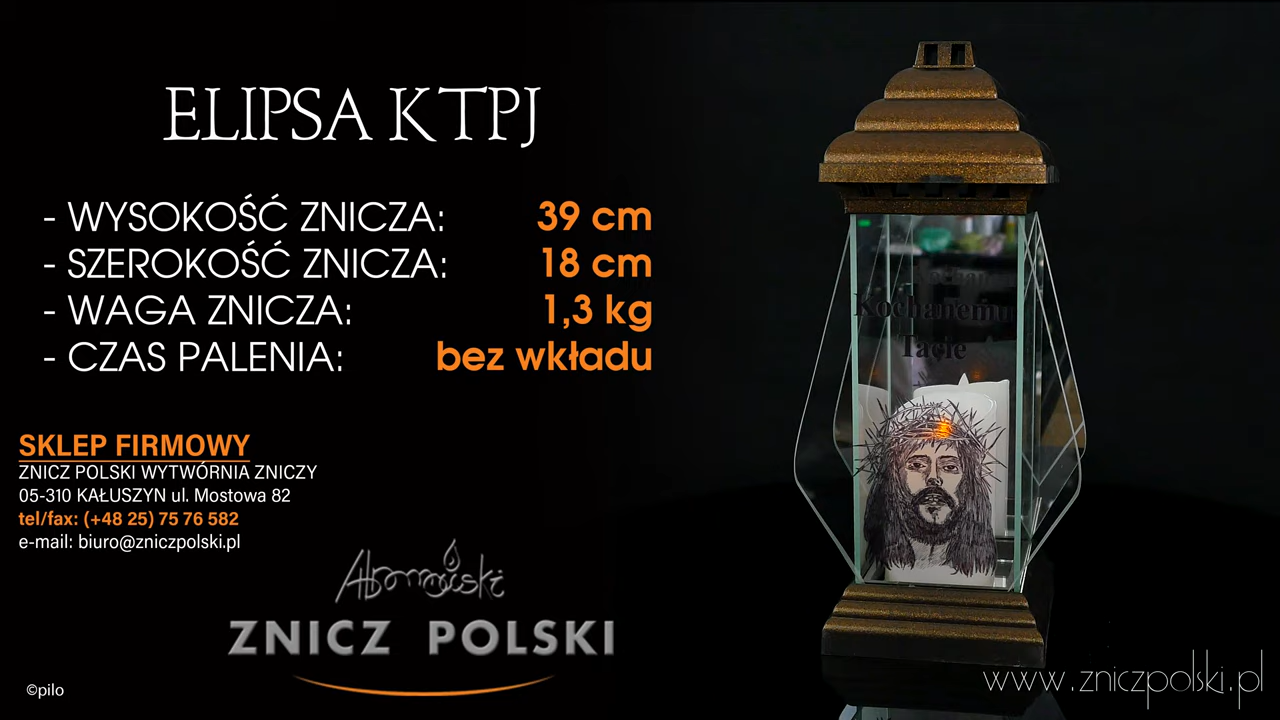 ELIPSA KTPJ
- WYSOKOŚĆ ZNICZA: 39 cm
- SZEROKOŚĆ ZNICZA: 18 cm
- WAGA ZNICZA: 1,3 kg
- CZAS PALENIA: bez wkładu
SKLEP FIRMOWY
ZNICZ POLSKI WYTWÓRNIA ZNICZY
05-310 KAŁUSZYN ul. Mostowa 82
tel/fax: (+48 25) 75 76 582
e-mail: biuro@zniczpolski.pl
ZNICZ POLSKI
©pilo
Kochanemu
Tacie
www.zniczpolski.pl